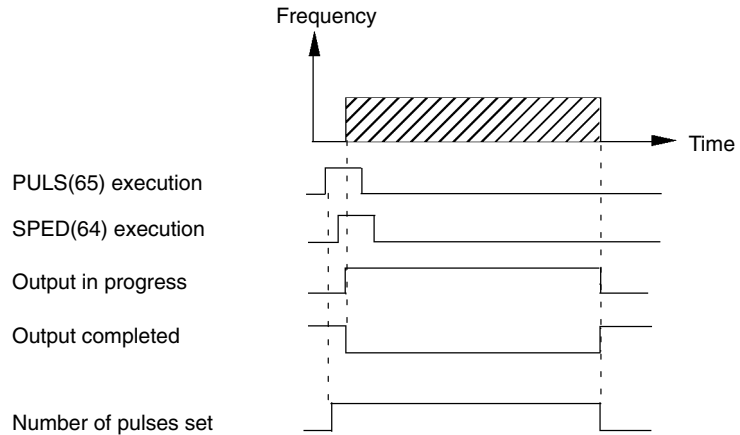 Frequency
Time
PULS(65) execution
SPED(64) execution
Output in progress
Output completed
Number of pulses set